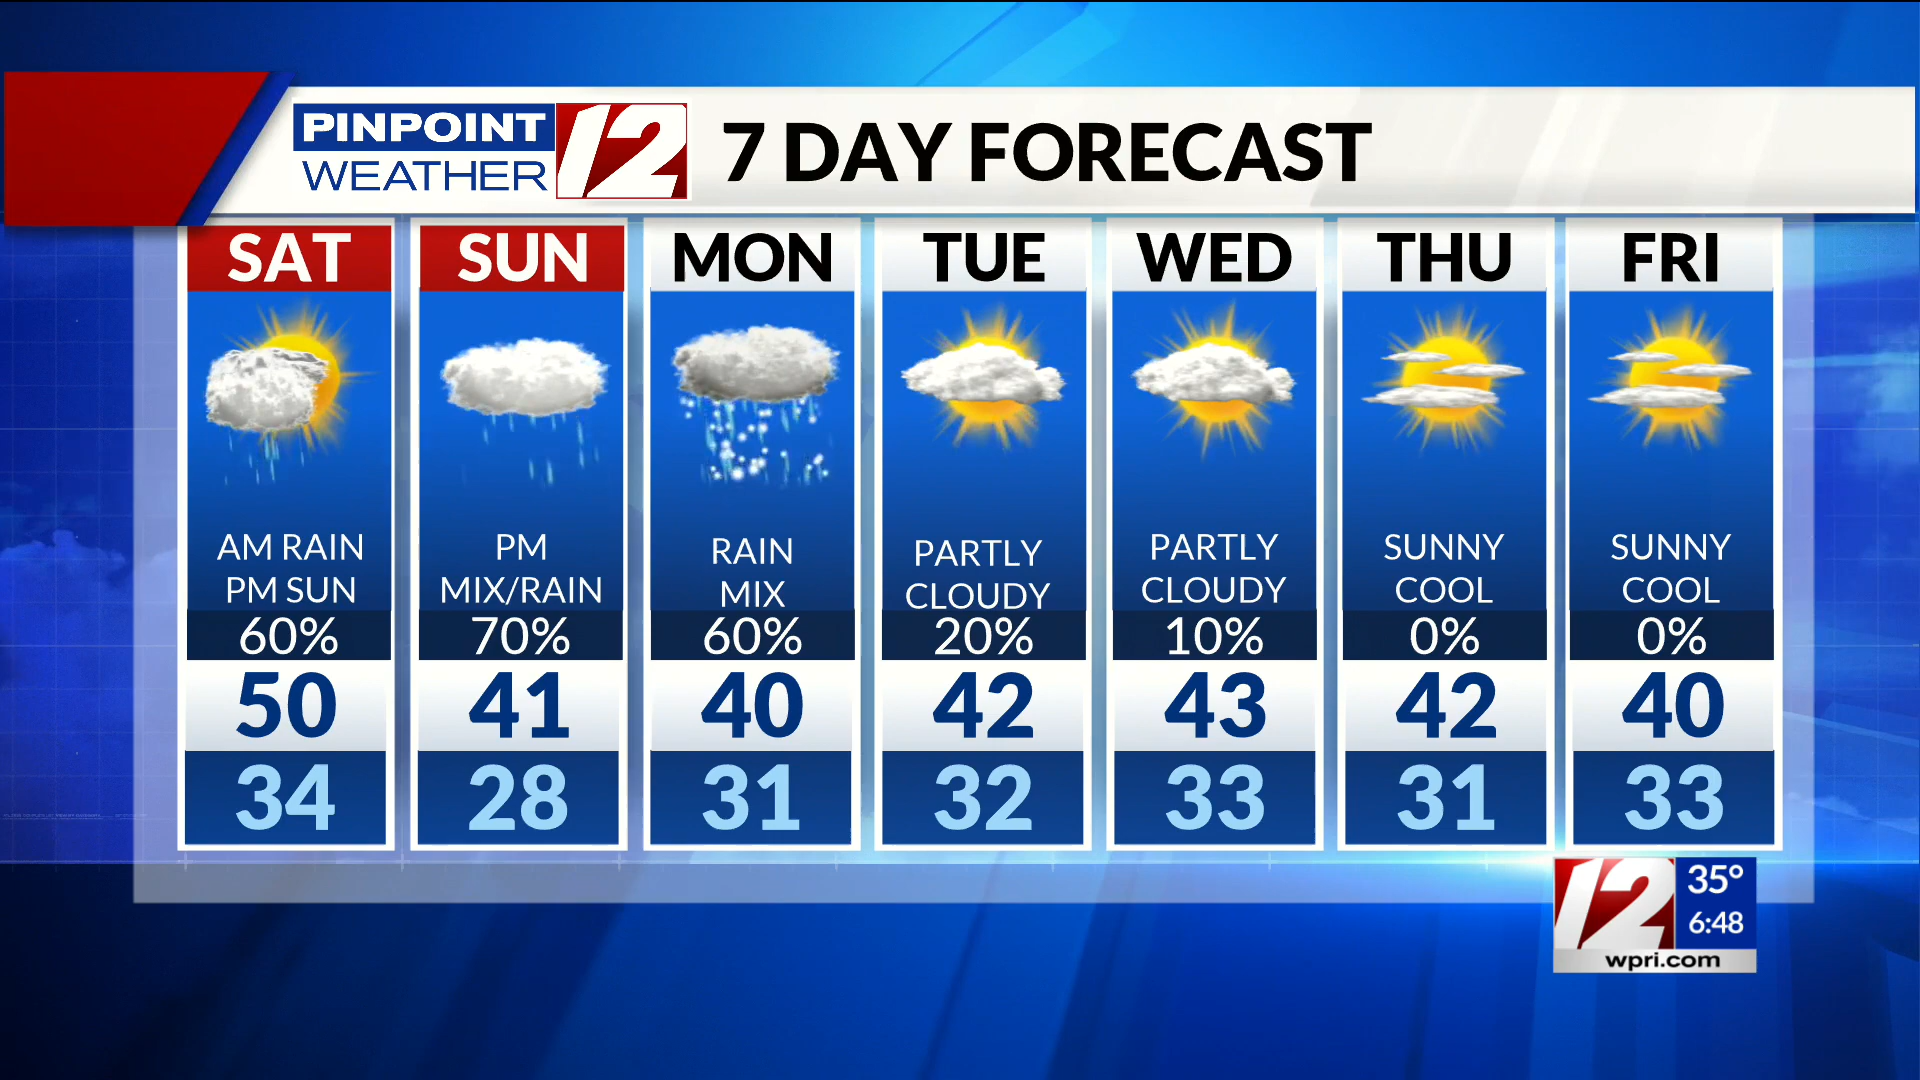 PINPOINT
WEATHER
12
7 DAY FORECAST
SAT
AM RAIN
PM SUN
60%
50
34
SUN
PM
MIX/RAIN
70%
41
28
MON
RAIN
MIX
60%
40
31
TUE
PARTLY
CLOUDY
20%
42
32
WED
PARTLY
CLOUDY
10%
43
33
THU
SUNNY
COOL
0%
42
31
FRI
SUNNY
COOL
0%
40
33
12
35°
6:48
wpri.com